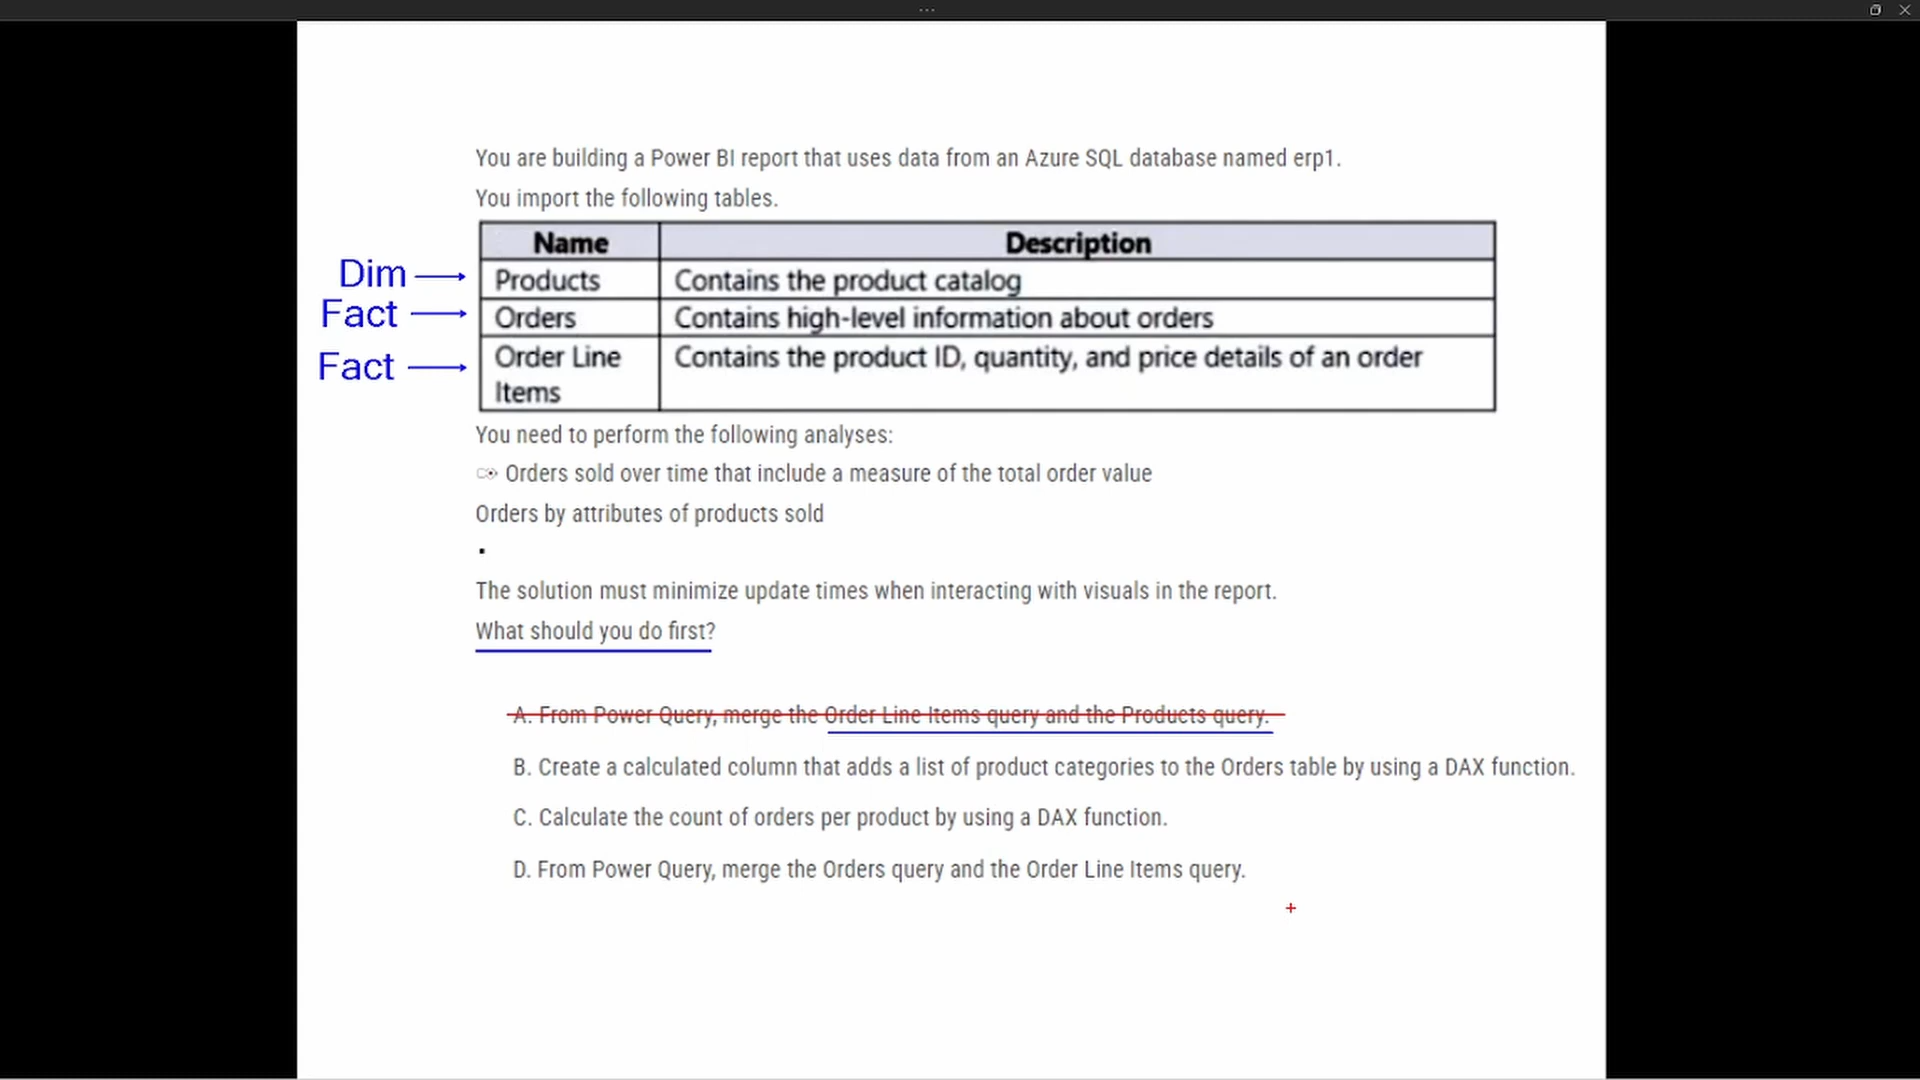 You are building a Power BI report that uses data from an Azure SQL database named erp1.
You import the following tables.
Name Description
Dim Products Contains the product catalog
Fact Orders Contains high-level information about orders
Fact Order Line Items Contains the product ID, quantity, and price details of an order
You need to perform the following analyses:
Orders sold over time that include a measure of the total order value
Orders by attributes of products sold
The solution must minimize update times when interacting with visuals in the report.
What should you do first?
A. From Power Query, merge the Order Line Items query and the Products query.
B. Create a calculated column that adds a list of product categories to the Orders table by using a DAX function.
C. Calculate the count of orders per product by using a DAX function.
D. From Power Query, merge the Orders query and the Order Line Items query.